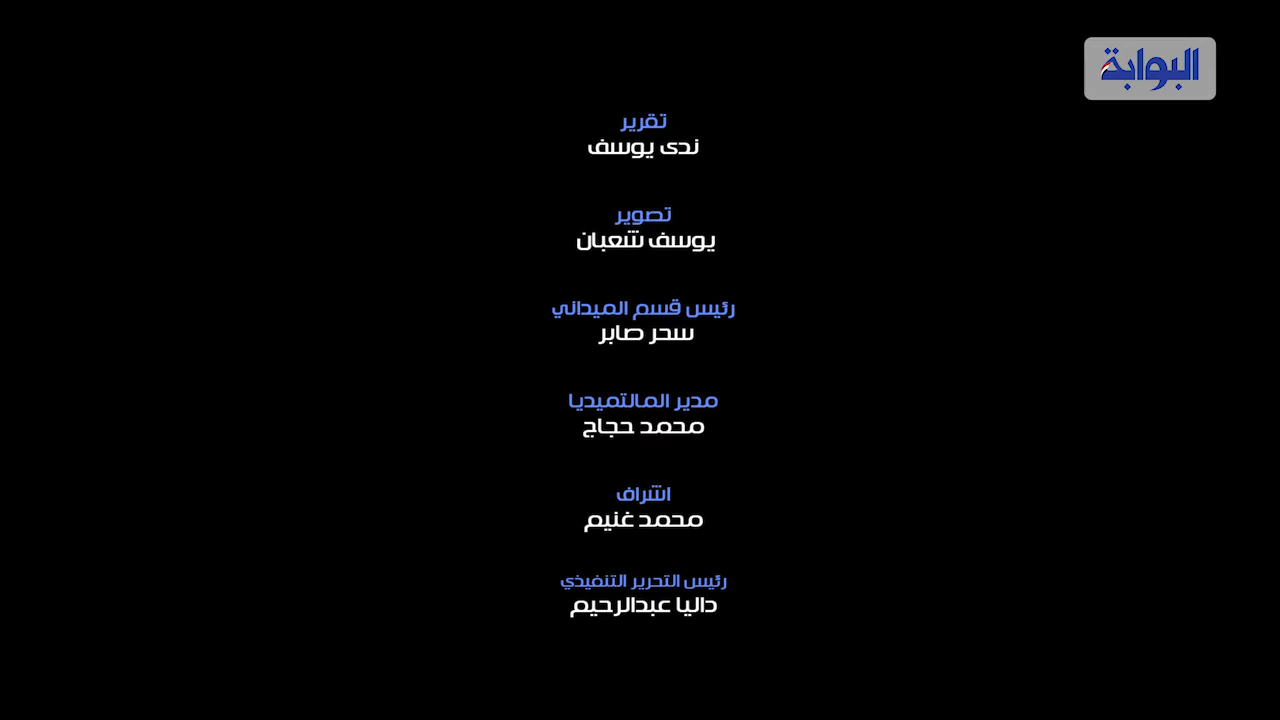 البوابة
تقرير
ندى يوسف
تصوير
يوسف شعبان
رئيس قسم الميداني
سحر صابر
مدير المالتميديا
محمد حجاج
اشراف
محمد غنيم
رئيس التحرير التنفيذي
داليا عبدالرحيم